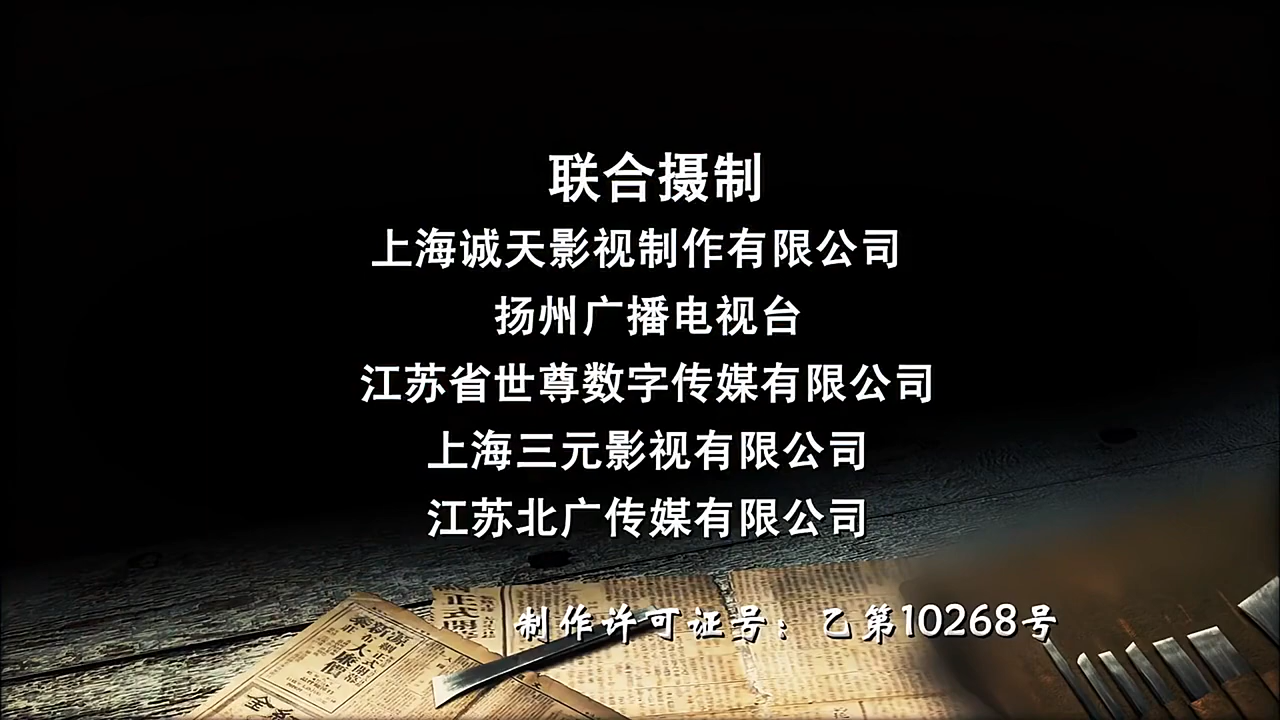 联合摄制
上海诚天影视制作有限公司
扬州广播电视台
江苏省世尊数字传媒有限公司
上海三元影视有限公司
江苏北广传媒有限公司
制作许可证号：乙第10268号